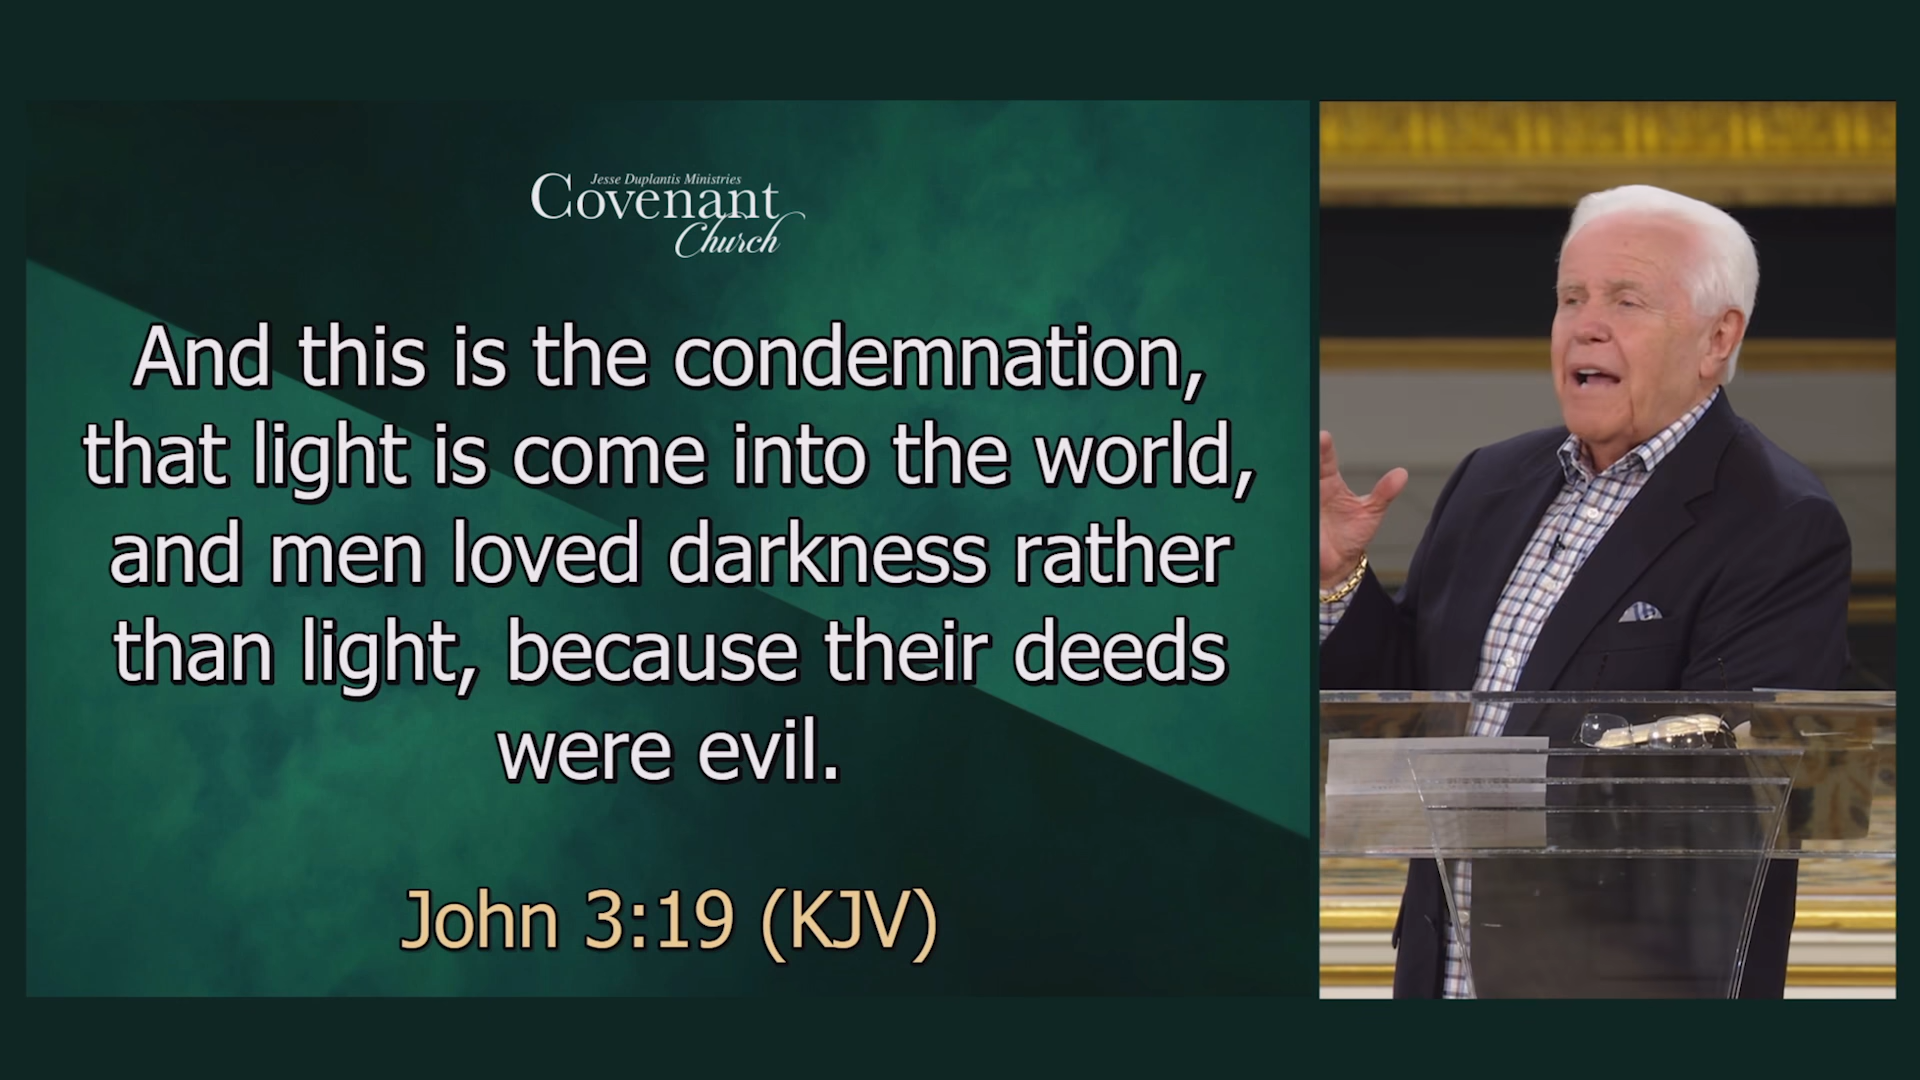 Jesse Duplantis Ministries
Covenant
Church
And this is the condemnation,
that light is come into the world,
and men loved darkness rather
than light, because their deeds
were evil.
John 3:19 (KJV)